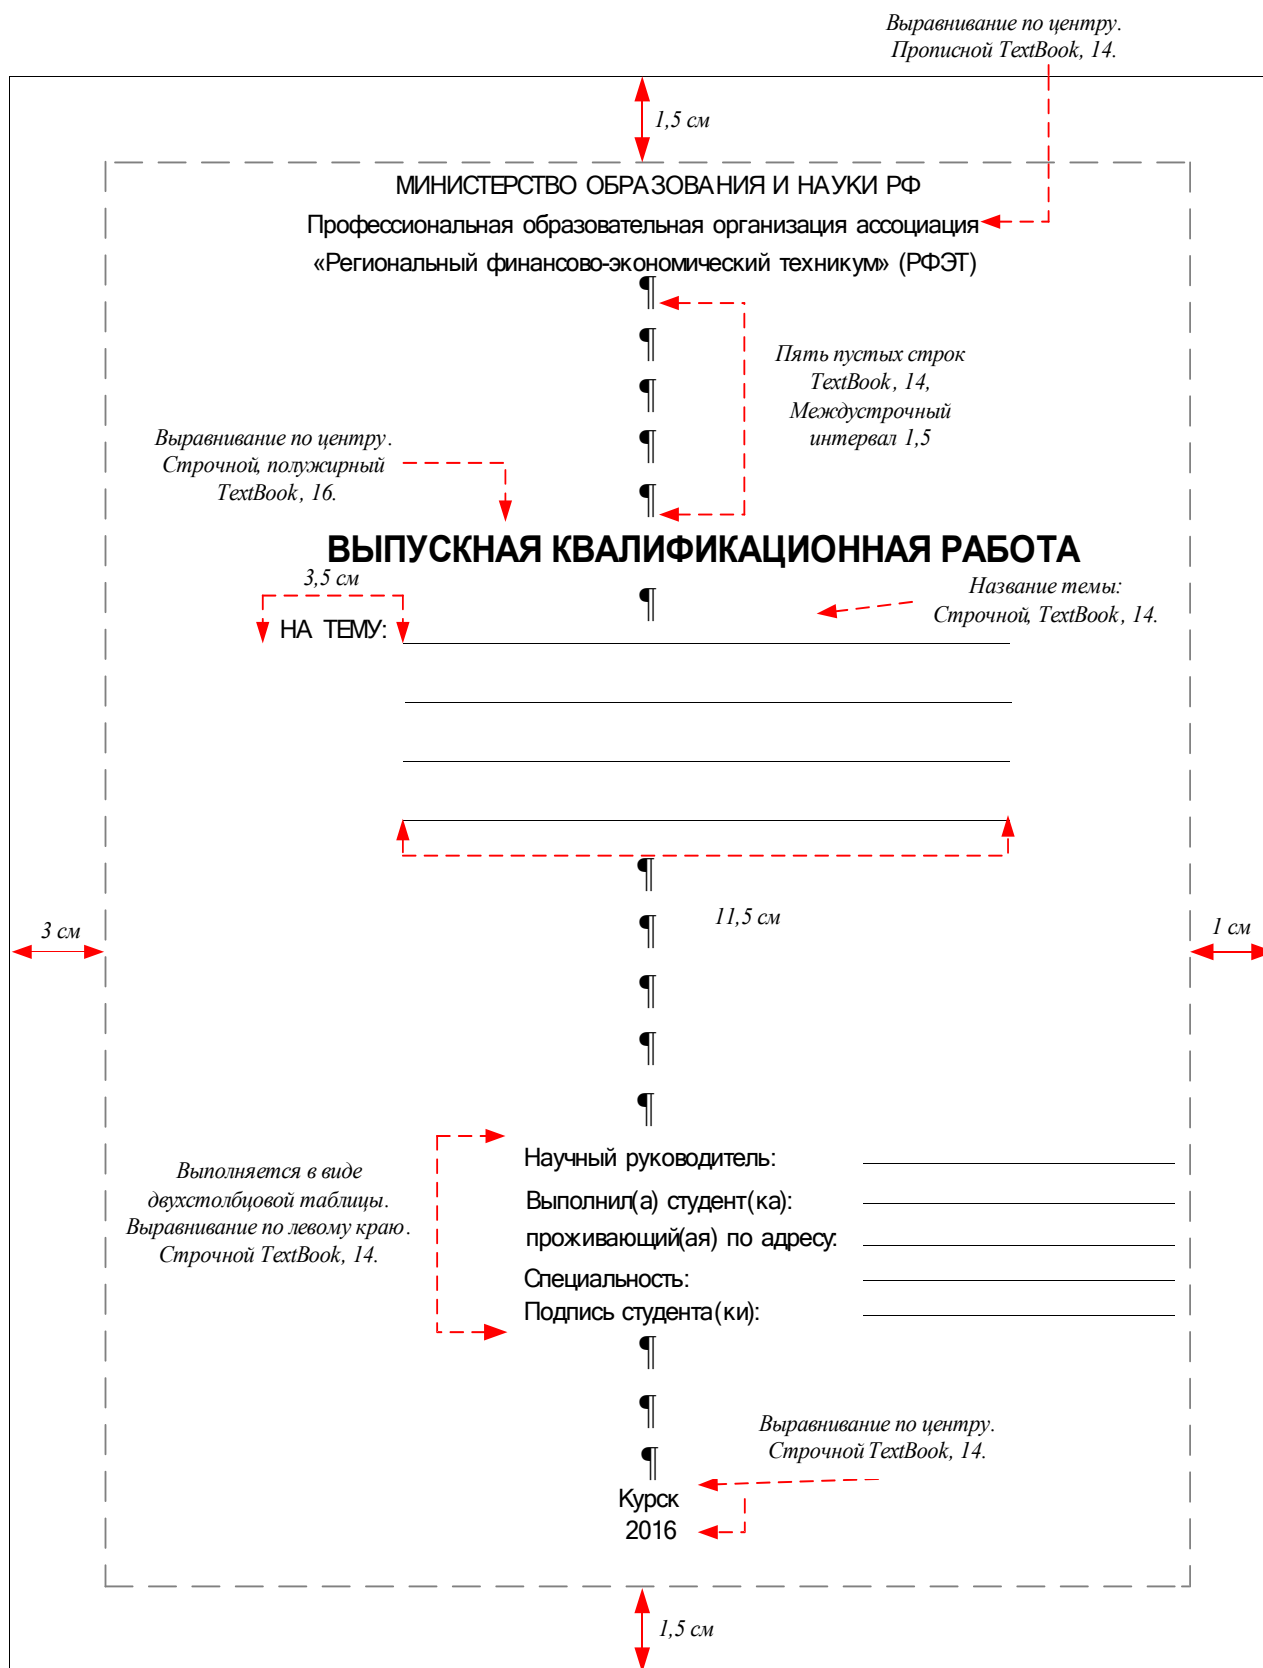 Выравнивание по центру.
Прописной TextBook, 14.
1,5 см
МИНИСТЕРСТВО ОБРАЗОВАНИЯ И НАУКИ РФ
Профессиональная образовательная организация ассоциация
«Региональный финансово-экономический техникум» (РФЭТ)
¶
¶
¶
¶
¶
Пять пустых строк
TextBook, 14,
Междустрочный
интервал 1,5
Выравнивание по центру.
Строчной, полужирный
TextBook, 16.
ВЫПУСКНАЯ КВАЛИФИКАЦИОННАЯ РАБОТА
3,5 см
¶
Название темы:
Строчной, TextBook, 14.
НА ТЕМУ:
¶
¶
¶
¶
¶
11,5 см
3 см
1 см
Выполняется в виде
двухстолбцовой таблицы.
Выравнивание по левому краю.
Строчной TextBook, 14.
Научный руководитель:
Выполнил(а) студент(ка):
проживающий(ая) по адресу:
Специальность:
Подпись студента(ки):
¶
¶
¶
Выравнивание по центру.
Строчной TextBook, 14.
Курск
2016
1,5 см